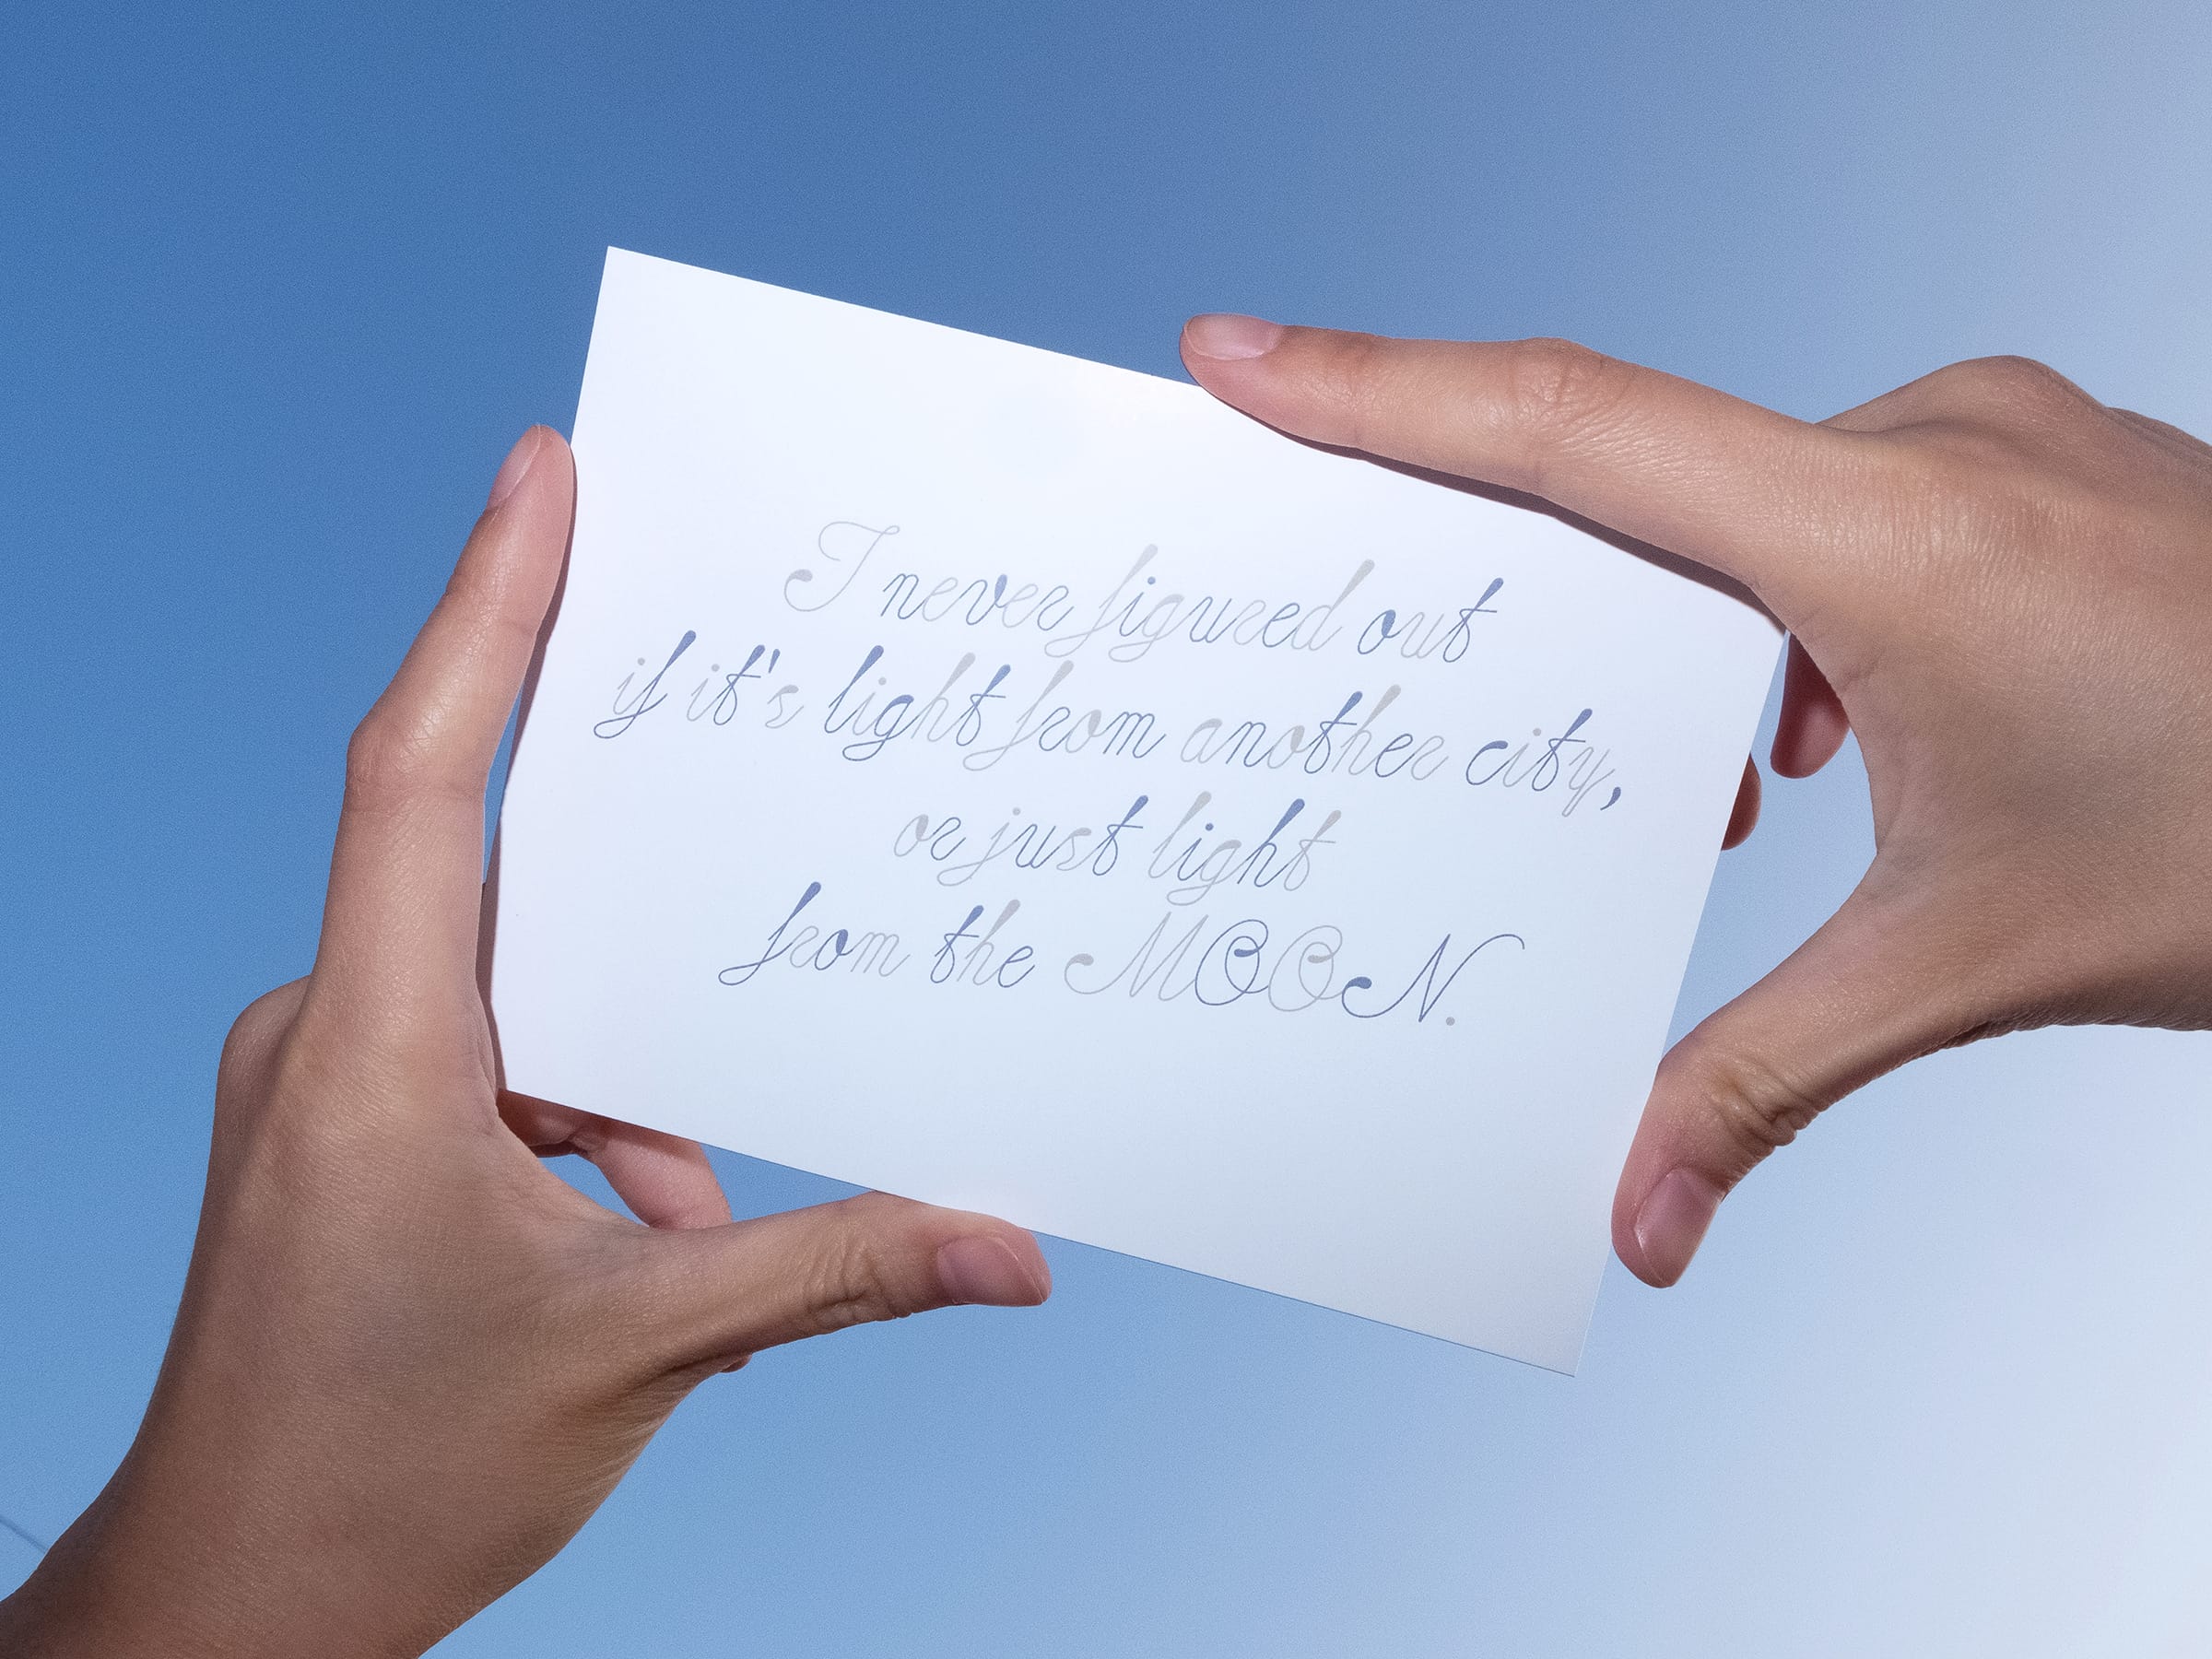 I never figured out
if it's light from another city,
or just light
from the MOON.